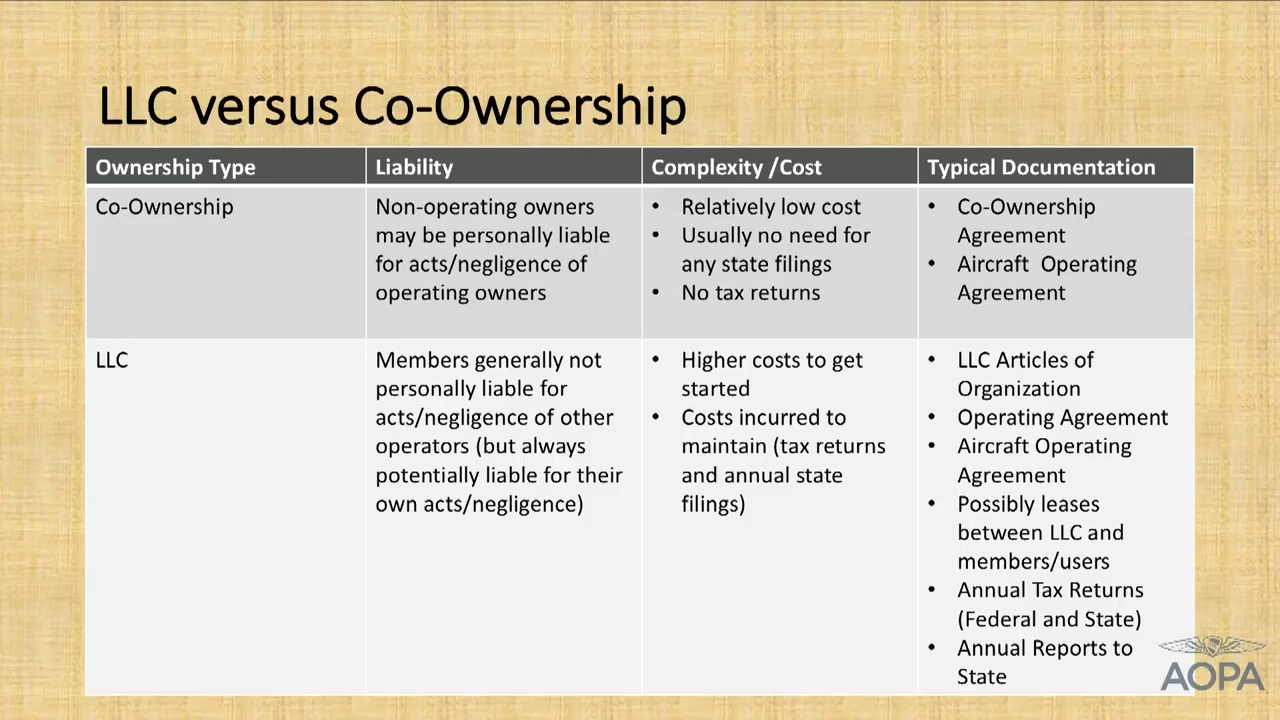 LLC versus Co-Ownership
Ownership Type
Liability
Complexity /Cost
Typical Documentation
Co-Ownership
Non-operating owners
may be personally liable
for acts/negligence of
operating owners
• Relatively low cost
• Usually no need for
any state filings
• No tax returns
• Co-Ownership
Agreement
• Aircraft Operating
Agreement
LLC
Members generally not
personally liable for
acts/negligence of other
operators (but always
potentially liable for their
own acts/negligence)
• Higher costs to get
started
• Costs incurred to
maintain (tax returns
and annual state
filings)
• LLC Articles of
Organization
• Operating Agreement
• Aircraft Operating
Agreement
• Possibly leases
between LLC and
members/users
• Annual Tax Returns
(Federal and State)
• Annual Reports to
State
AOPA